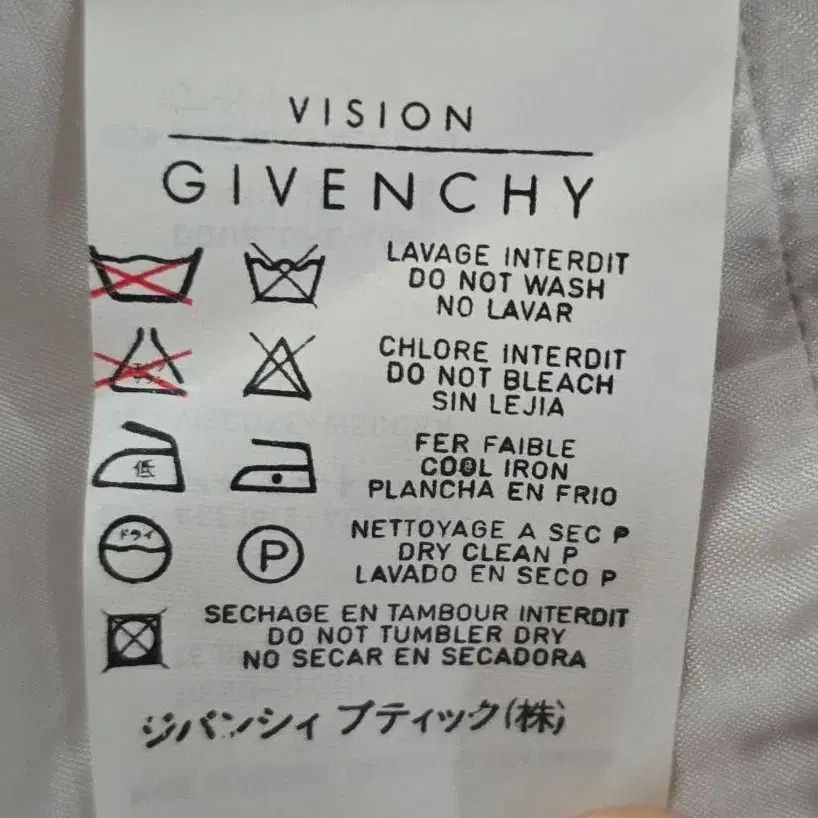 VISION
GIVENCHY
LAVAGE INTERDIT
DO NOT WASH
NO LAVAR
CHLORE INTERDIT
DO NOT BLEACH
SIN LEJIA
低
FER FAIBLE
COOL IRON
PLANCHA EN FRIO
ドライ
P
NETTOYAGE A SEC P
DRY CLEAN P
LAVADO EN SECO P
SECHAGE EN TAMBOUR INTERDIT
DO NOT TUMBLER DRY
NO SECAR EN SECADORA
ジバンシィ ブティック(株)